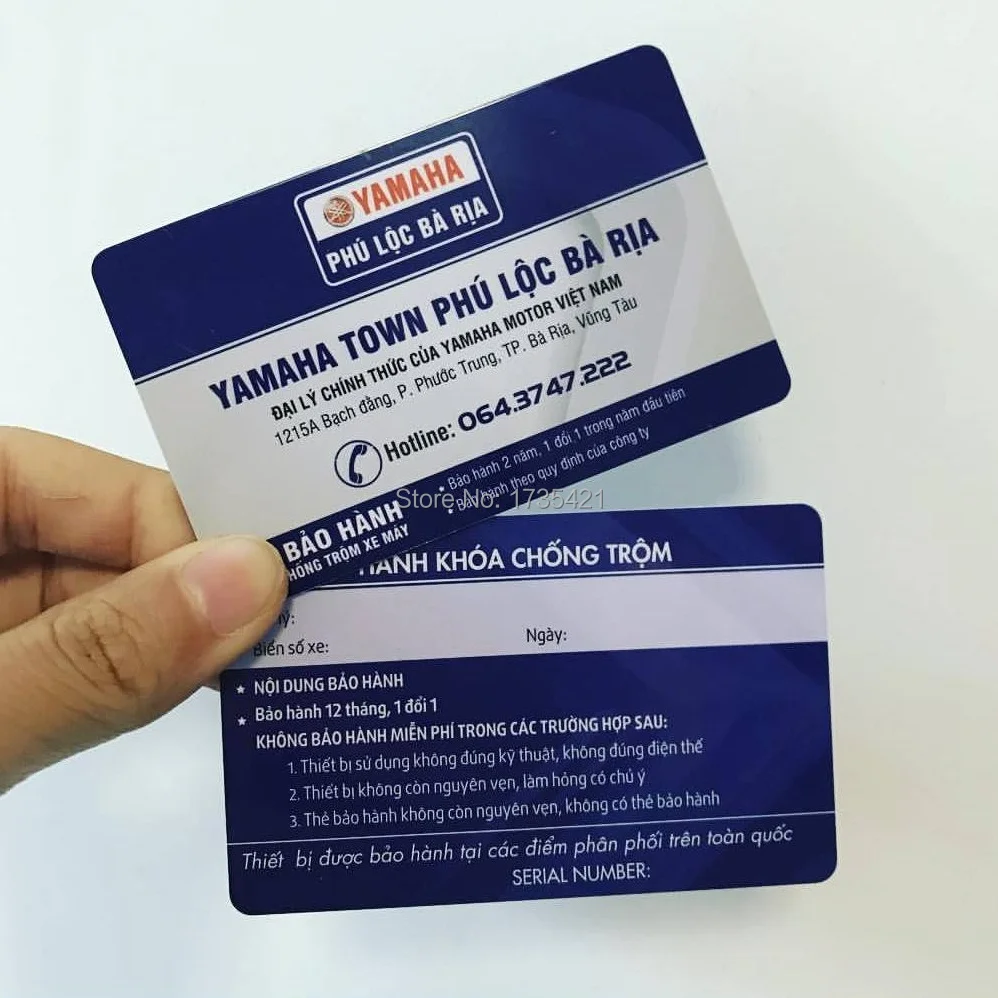 YAMAHA
PHÚ LỘC BÀ RỊA
YAMAHA TOWN PHÚ LỘC BÀ RỊA
ĐẠI LÝ CHÍNH THỨC CỦA YAMAHA MOTOR VIỆT NAM
1215A Bạch đằng, P. Phước Trung, TP. Bà Rịa, Vũng Tàu
Hotline: 064.3747.222
BẢO HÀNH
HỐNG TRỘM XE MÁY
• Bảo hành 2 năm, 1 đổi 1 trong năm đầu tiên
• Bảo hành theo quy định của công ty
Store No: 1735421
HÀNH KHÓA CHỐNG TRỘM
lý:
Biển số xe:
Ngày:
★ NỘI DUNG BẢO HÀNH
★ Bảo hành 12 tháng, 1 đổi 1
KHÔNG BẢO HÀNH MIỄN PHÍ TRONG CÁC TRƯỜNG HỢP SAU:
1. Thiết bị sử dụng không đúng kỹ thuật, không đúng điện thế
2. Thiết bị không còn nguyên vẹn, làm hỏng có chủ ý
3. Thẻ bảo hành không còn nguyên vẹn, không có thẻ bảo hành
Thiết bị được bảo hành tại các điểm phân phối trên toàn quốc
SERIAL NUMBER: